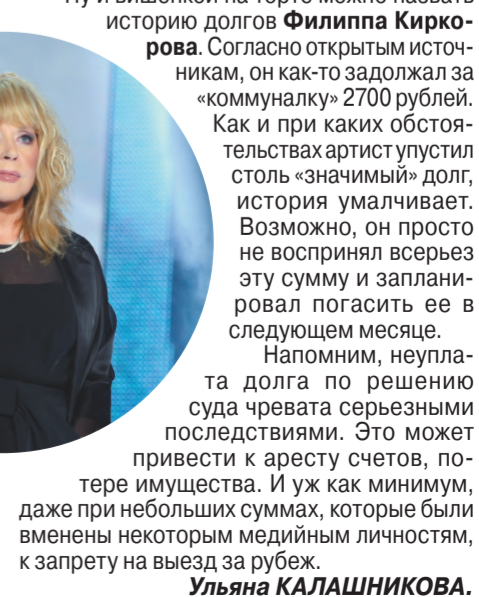 историю долгов Филиппа Кирко-
рова. Согласно открытым источ-
никам, он как-то задолжал за
«коммуналку» 2700 рублей.
Как и при каких обстоя-
тельствах артист упустил
столь «значимый» долг,
история умалчивает.
Возможно, он просто
не воспринял всерьез
эту сумму и заплани-
ровал погасить ее в
следующем месяце.
Напомним, неупла-
та долга по решению
суда чревата серьезными
последствиями. Это может
привести к аресту счетов, по-
тере имущества. И уж как минимум,
даже при небольших суммах, которые были
вменены некоторым медийным личностям,
к запрету на выезд за рубеж.
Ульяна КАЛАШНИКОВА.